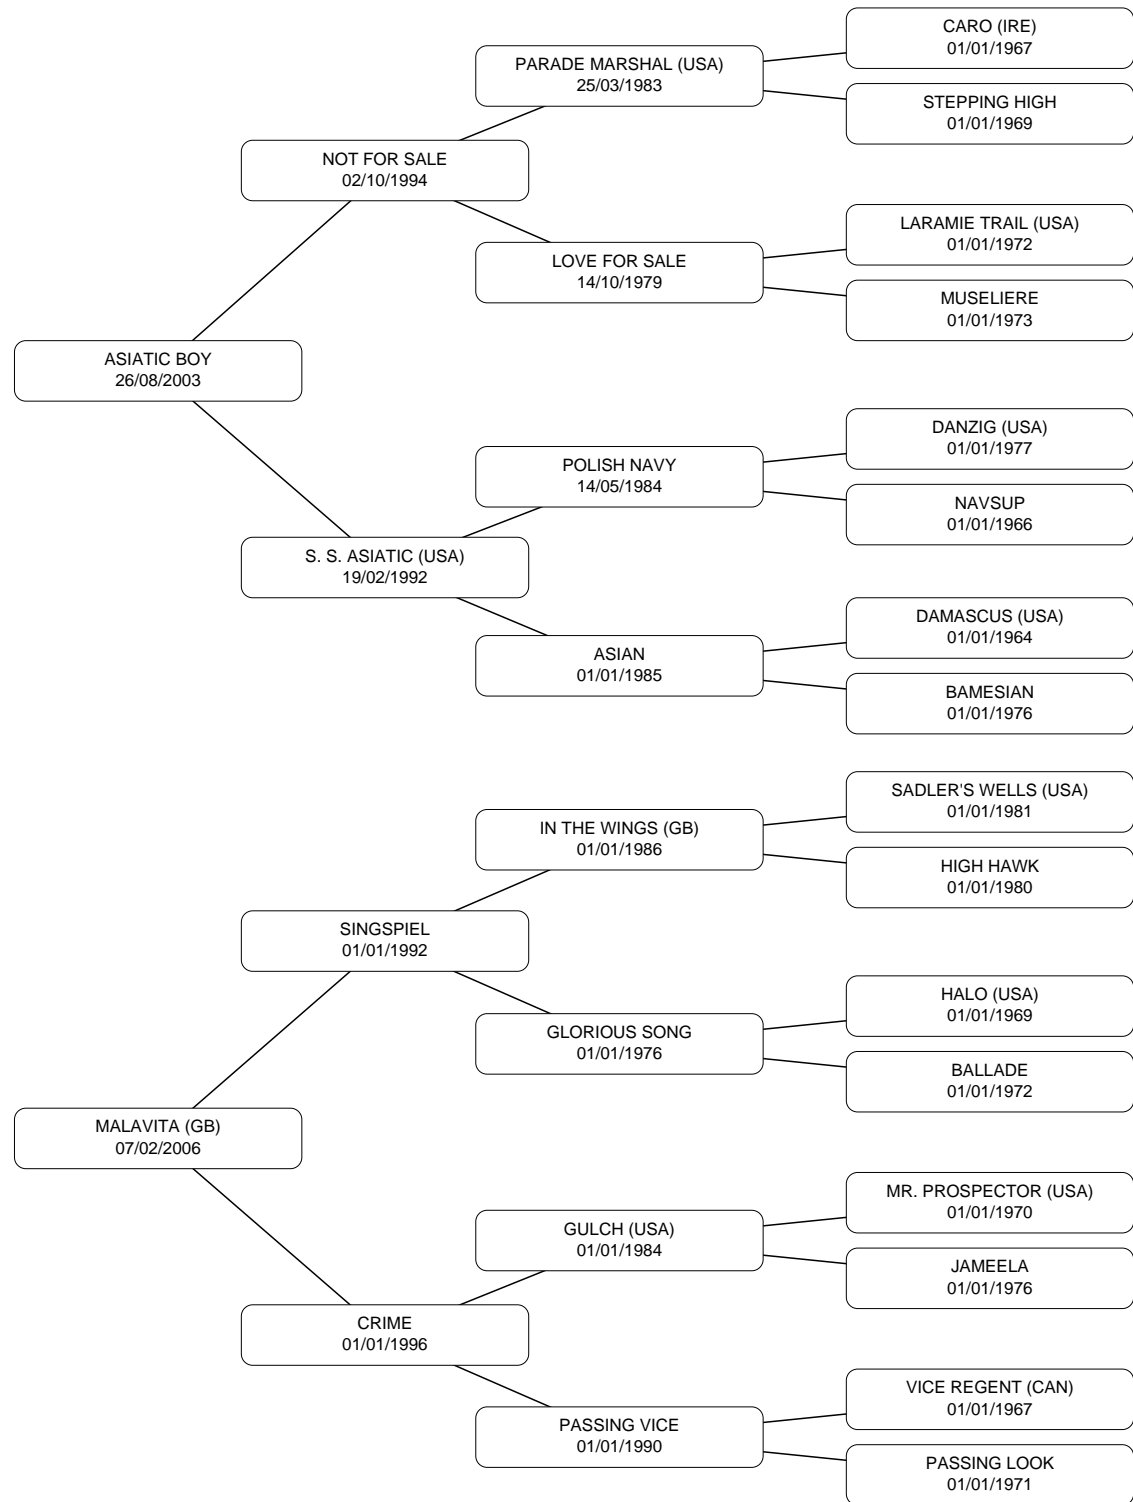 CARO (IRE)
01/01/1967
PARADE MARSHAL (USA)
25/03/1983
STEPPING HIGH
01/01/1969
NOT FOR SALE
02/10/1994
LARAMIE TRAIL (USA)
01/01/1972
LOVE FOR SALE
14/10/1979
MUSELIERE
01/01/1973
ASIATIC BOY
26/08/2003
DANZIG (USA)
01/01/1977
POLISH NAVY
14/05/1984
NAVSUP
01/01/1966
S. S. ASIATIC (USA)
19/02/1992
DAMASCUS (USA)
01/01/1964
ASIAN
01/01/1985
BAMESIAN
01/01/1976
SADLER'S WELLS (USA)
01/01/1981
IN THE WINGS (GB)
01/01/1986
HIGH HAWK
01/01/1980
SINGSPIEL
01/01/1992
HALO (USA)
01/01/1969
GLORIOUS SONG
01/01/1976
BALLADE
01/01/1972
MALAVITA (GB)
07/02/2006
MR. PROSPECTOR (USA)
01/01/1970
GULCH (USA)
01/01/1984
JAMEELA
01/01/1976
CRIME
01/01/1996
VICE REGENT (CAN)
01/01/1967
PASSING VICE
01/01/1990
PASSING LOOK
01/01/1971